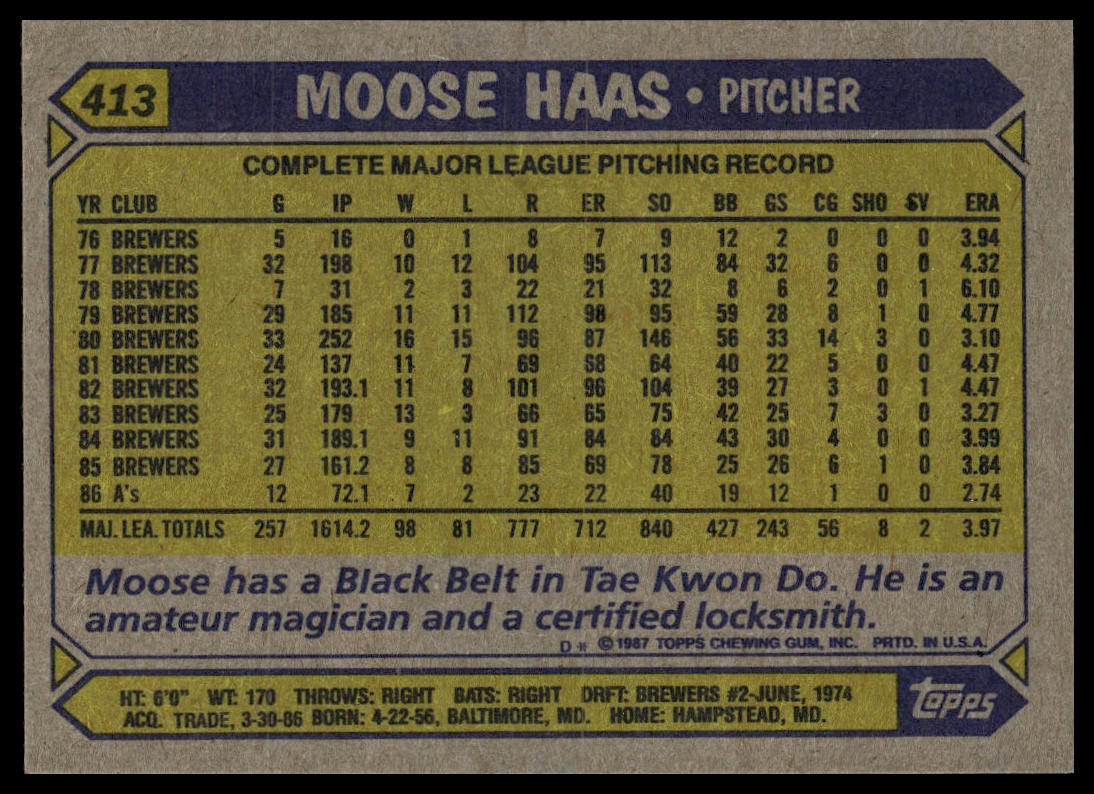 413 MOOSE HAAS • PITCHER
COMPLETE MAJOR LEAGUE PITCHING RECORD
YR CLUB G IP W L R ER SO BB GS CG SHO SV ERA
76 BREWERS 5 16 0 1 8 7 9 12 2 0 0 0 3.94
77 BREWERS 32 198 10 12 104 95 113 84 32 6 0 0 4.32
78 BREWERS 7 31 2 3 22 21 32 8 6 2 0 1 6.10
79 BREWERS 29 185 11 11 112 98 95 59 28 8 1 0 4.77
80 BREWERS 33 252 16 15 96 87 146 56 33 14 3 0 3.10
81 BREWERS 24 137 11 7 69 68 64 40 22 5 0 0 4.47
82 BREWERS 32 193.1 11 8 101 96 104 39 27 3 0 1 4.47
83 BREWERS 25 179 13 3 66 65 75 42 25 7 3 0 3.27
84 BREWERS 31 189.1 9 11 91 84 84 43 30 4 0 0 3.99
85 BREWERS 27 161.2 8 8 85 69 78 25 26 6 1 0 3.84
86 A's 12 72.1 7 2 23 22 40 19 12 1 0 0 2.74
MAJ. LEA. TOTALS 257 1614.2 98 81 777 712 840 427 243 56 8 2 3.97
Moose has a Black Belt in Tae Kwon Do. He is an
amateur magician and a certified locksmith.
D* ©1987 TOPPS CHEWING GUM, INC. PRTD. IN U.S.A.
HT: 6'0" WT: 170 THROWS: RIGHT BATS: RIGHT DRFT: BREWERS #2-JUNE, 1974
ACQ. TRADE, 3-30-86 BORN: 4-22-56, BALTIMORE, MD. HOME: HAMPSTEAD, MD.
topps